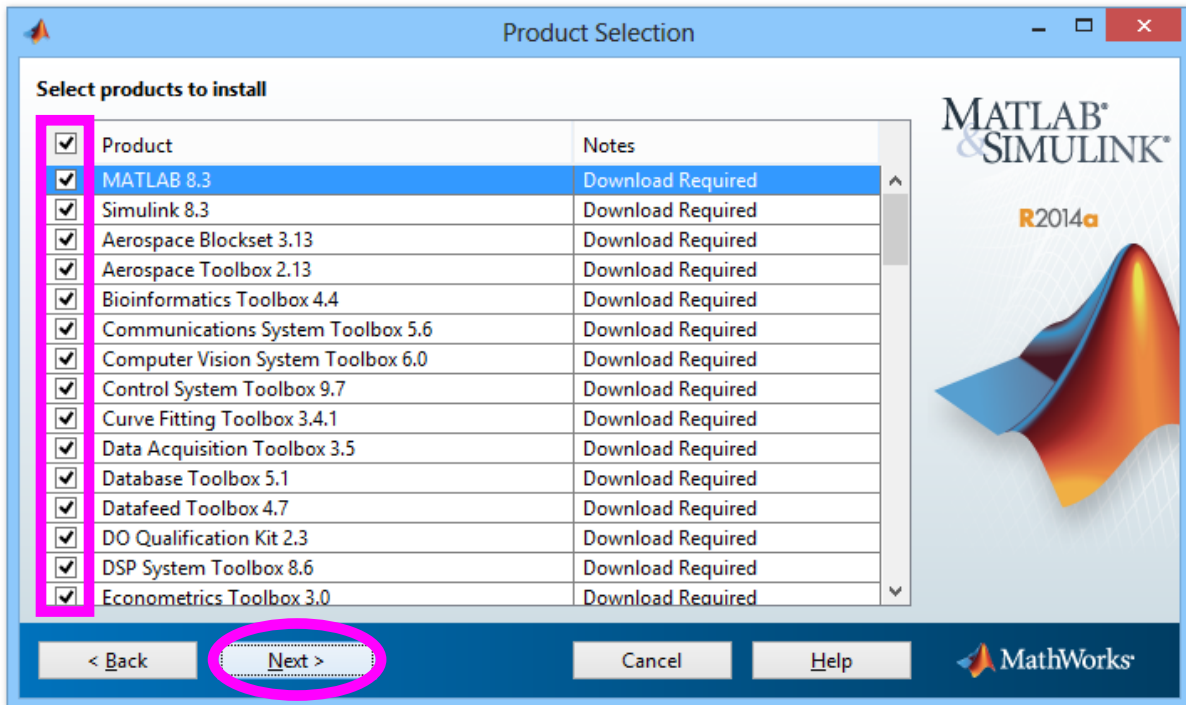 Product Selection
Select products to install
Product Notes
MATLAB 8.3 Download Required
Simulink 8.3 Download Required
Aerospace Blockset 3.13 Download Required
Aerospace Toolbox 2.13 Download Required
Bioinformatics Toolbox 4.4 Download Required
Communications System Toolbox 5.6 Download Required
Computer Vision System Toolbox 6.0 Download Required
Control System Toolbox 9.7 Download Required
Curve Fitting Toolbox 3.4.1 Download Required
Data Acquisition Toolbox 3.5 Download Required
Database Toolbox 5.1 Download Required
Datafeed Toolbox 4.7 Download Required
DO Qualification Kit 2.3 Download Required
DSP System Toolbox 8.6 Download Required
Econometrics Toolbox 3.0 Download Required
MATLAB®
&SIMULINK®
R2014a
< Back Next > Cancel Help MathWorks®